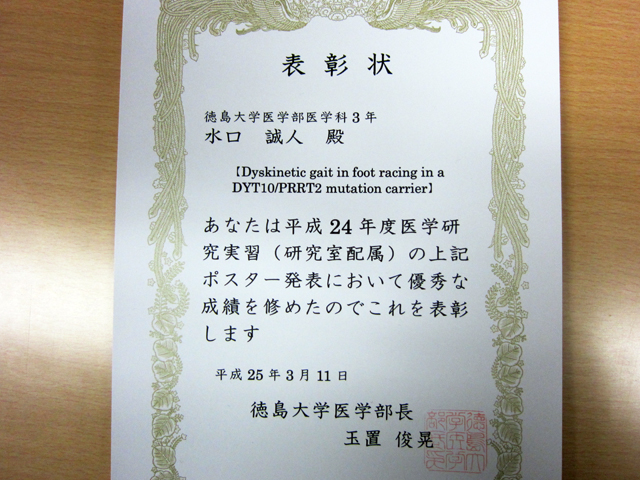 表彰状
徳島大学医学部医学科3年
水口 誠人 殿
【Dyskinetic gait in foot racing in a
DYT10/PRRT2 mutation carrier】
あなたは平成24年度医学研
究実習（研究室配属）の上記
ポスター発表において優秀な
成績を修めたのでこれを表彰
します
平成25年3月11日
徳島大学医学部長
玉置 俊晃